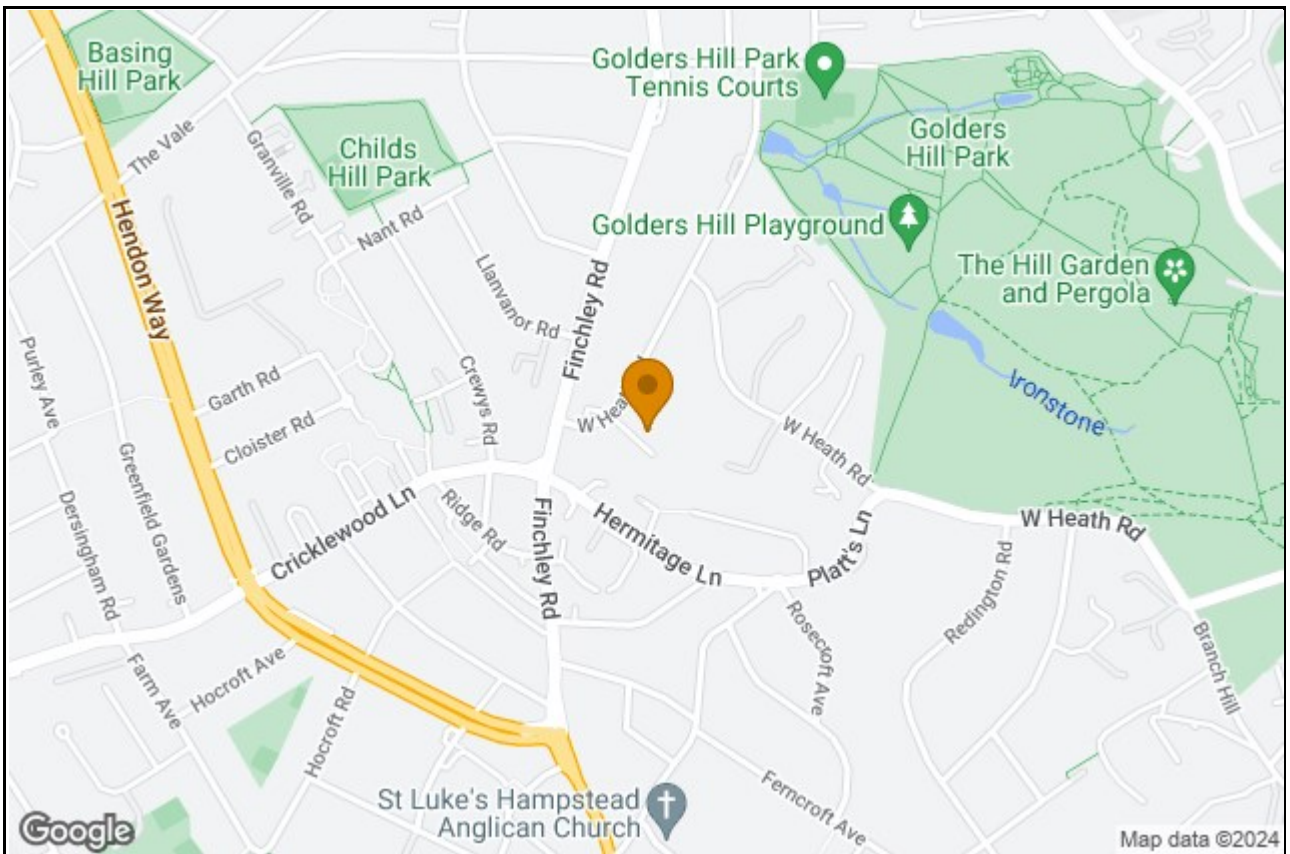 Basing
Hill Park
The Vale
Granville Rd
Childs
Hill Park
Nant Rd
Golders Hill Park
Tennis Courts
Golders
Hill Park
Golders Hill Playground
The Hill Garden
and Pergola
Ironstone
Hendon Way
Llanvanor Rd
Finchley Rd
Purley Ave
Garth Rd
Crewys Rd
Cloister Rd
Greenfield Gardens
Dersingham Rd
Cricklewood Ln
Ridge Rd
Finchley Rd
Hermitage Ln
W Heath Rd
Platt's Ln
W Heath Rd
Redington Rd
Rosecroft Ave
Branch Hill
Farm Ave
Hocroft Ave
Hocroft Rd
St Luke's Hampstead
Anglican Church
Ferncroft Ave
Google
Map data ©2024